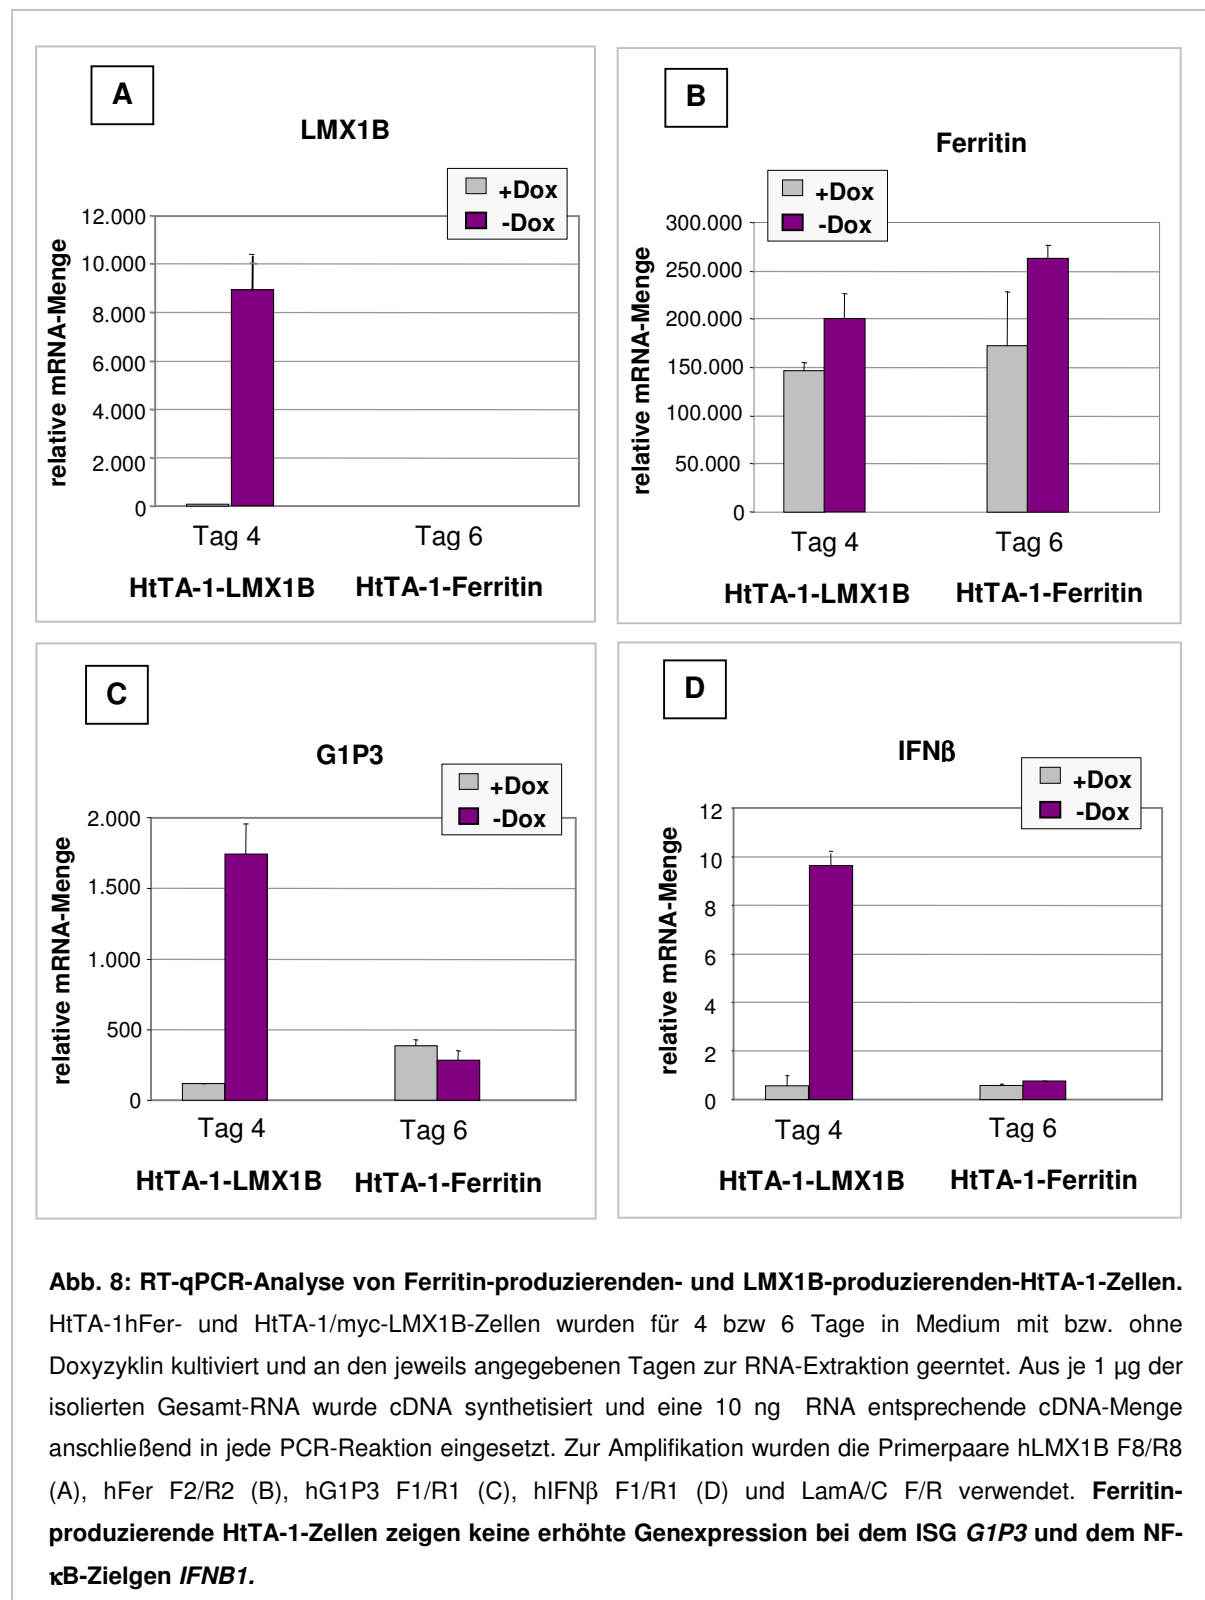 A
LMX1B
+Dox
-Dox
relative mRNA-Menge
12.000
10.000
8.000
6.000
4.000
2.000
0
Tag 4
Tag 6
HtTA-1-LMX1B
HtTA-1-Ferritin
B
Ferritin
+Dox
-Dox
relative mRNA-Menge
300.000
250.000
200.000
150.000
100.000
50.000
0
Tag 4
Tag 6
HtTA-1-LMX1B
HtTA-1-Ferritin
C
G1P3
+Dox
-Dox
relative mRNA-Menge
2.000
1.500
1.000
500
0
Tag 4
Tag 6
HtTA-1-LMX1B
HtTA-1-Ferritin
D
IFNβ
+Dox
-Dox
relative mRNA-Menge
12
10
8
6
4
2
0
Tag 4
Tag 6
HtTA-1-LMX1B
HtTA-1-Ferritin
Abb. 8: RT-qPCR-Analyse von Ferritin-produzierenden- und LMX1B-produzierenden-HtTA-1-Zellen.
HtTA-1hFer- und HtTA-1/myc-LMX1B-Zellen wurden für 4 bzw 6 Tage in Medium mit bzw. ohne
Doxyzyklin kultiviert und an den jeweils angegebenen Tagen zur RNA-Extraktion geerntet. Aus je 1 µg der
isolierten Gesamt-RNA wurde cDNA synthetisiert und eine 10 ng RNA entsprechende cDNA-Menge
anschließend in jede PCR-Reaktion eingesetzt. Zur Amplifikation wurden die Primerpaare hLMX1B F8/R8
(A), hFer F2/R2 (B), hG1P3 F1/R1 (C), hIFNβ F1/R1 (D) und LamA/C F/R verwendet. Ferritin-
produzierende HtTA-1-Zellen zeigen keine erhöhte Genexpression bei dem ISG G1P3 und dem NF-
κB-Zielgen IFNB1.